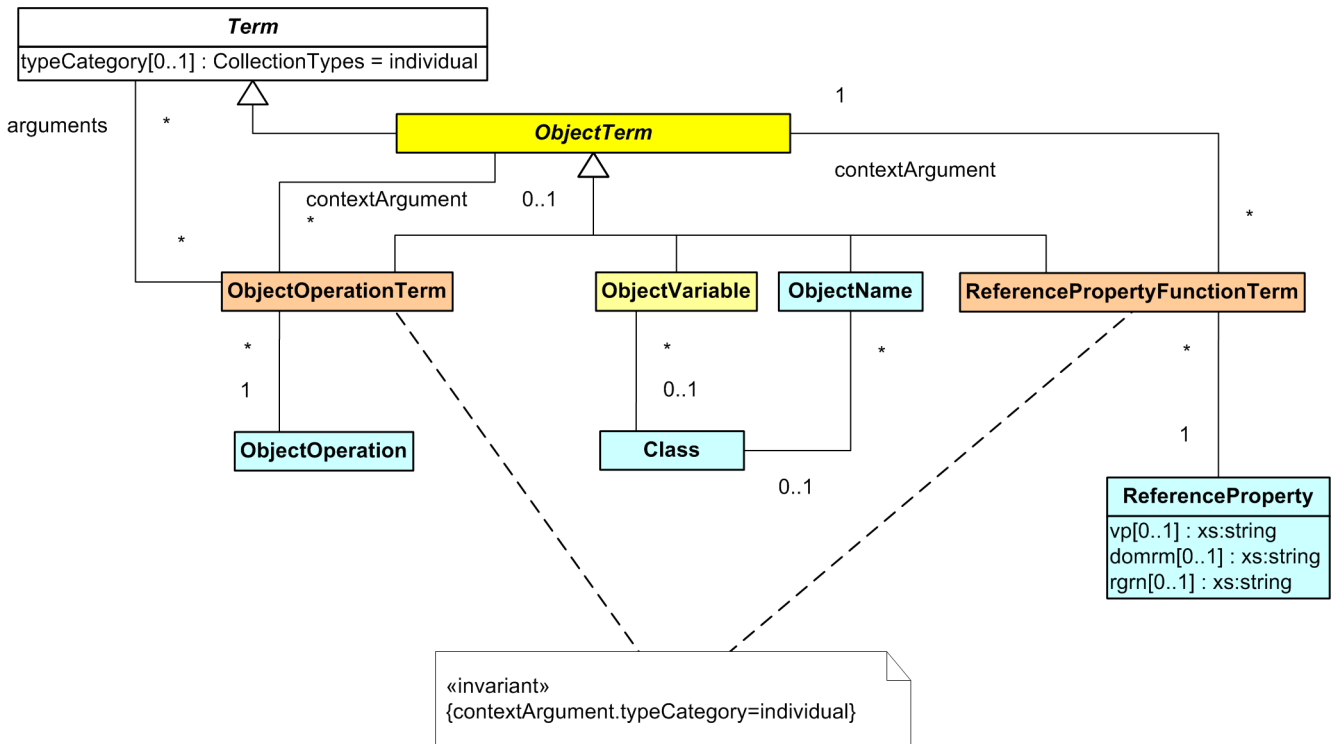 Term
typeCategory[0..1] : CollectionTypes = individual
1
arguments
*
ObjectTerm
contextArgument
contextArgument
0..1
*
*
*
ObjectOperationTerm
ObjectVariable
ObjectName
ReferencePropertyFunctionTerm
*
*
*
*
1
0..1
1
ObjectOperation
Class
0..1
ReferenceProperty
vp[0..1] : xs:string
domrm[0..1] : xs:string
rgrn[0..1] : xs:string
«invariant»
{contextArgument.typeCategory=individual}